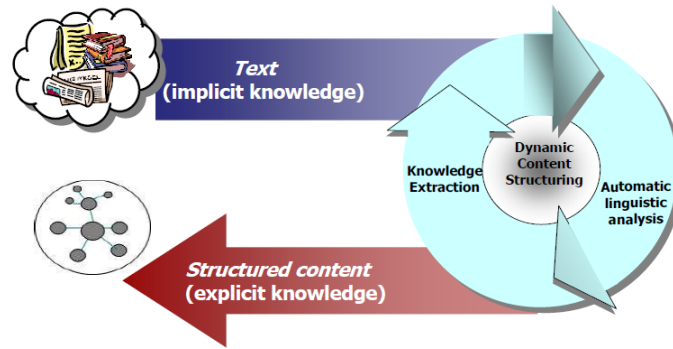 Text
(implicit knowledge)
Dynamic
Content
Structuring
Knowledge
Extraction
Automatic
linguistic
analysis
Structured content
(explicit knowledge)